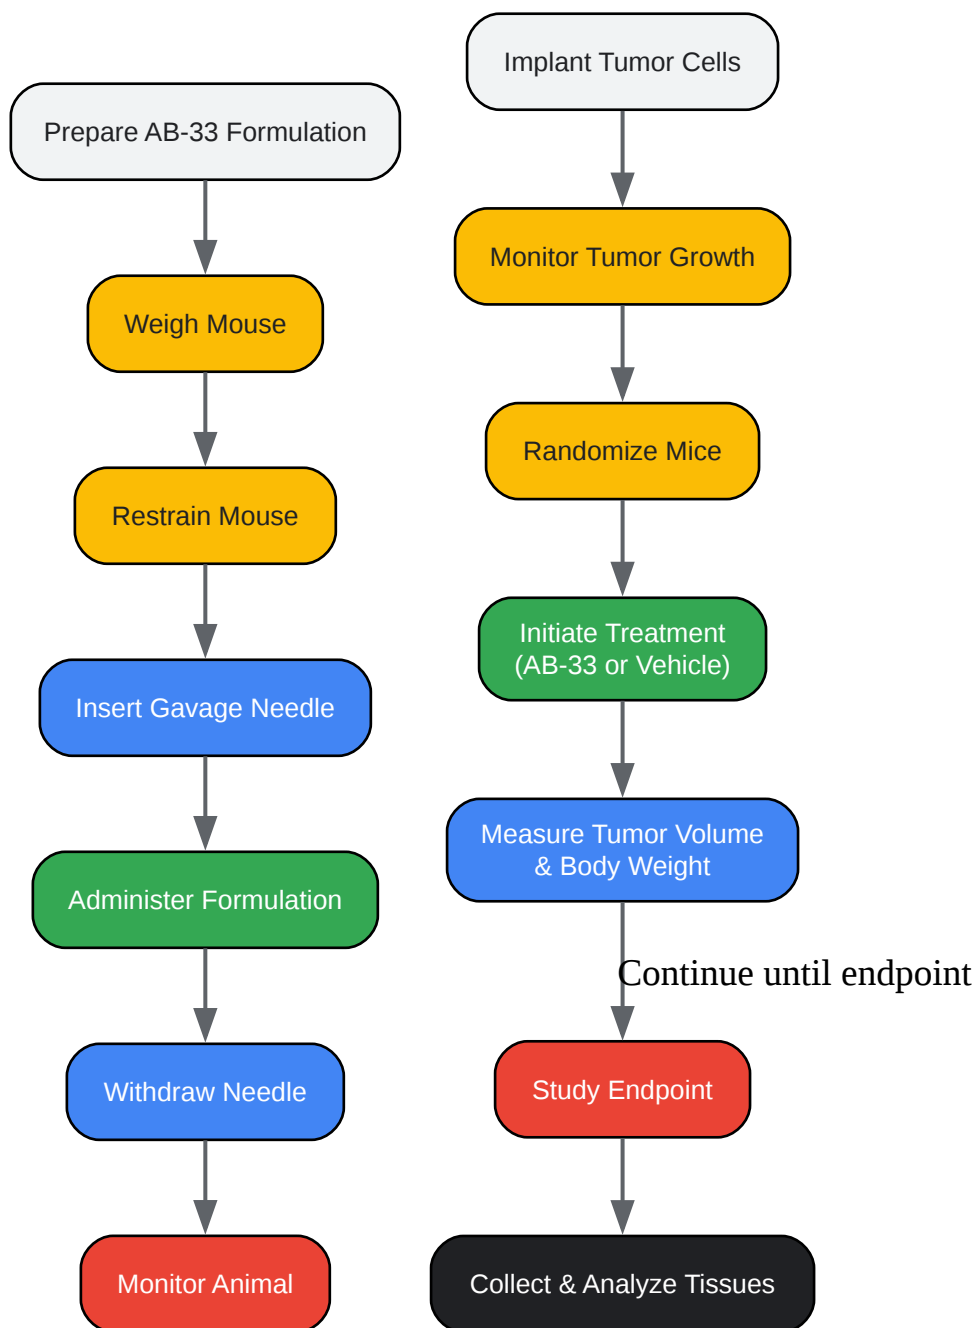 Prepare AB-33 Formulation
Weigh Mouse
Restrain Mouse
Insert Gavage Needle
Administer Formulation
Withdraw Needle
Monitor Animal
Implant Tumor Cells
Monitor Tumor Growth
Randomize Mice
Initiate Treatment
(AB-33 or Vehicle)
Measure Tumor Volume
& Body Weight
Continue until endpoint
Study Endpoint
Collect & Analyze Tissues